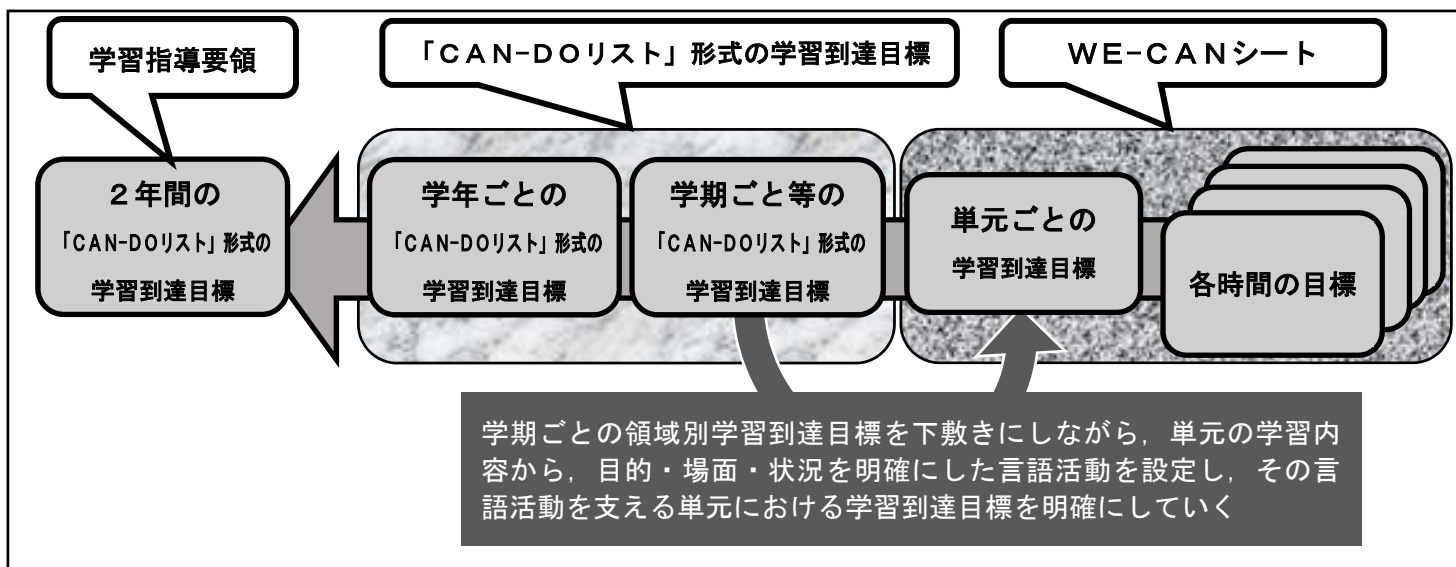 学習指導要領
「ＣＡＮ-ＤＯリスト」形式の学習到達目標
ＷＥ-ＣＡＮシート
２年間の
「CAN-DOリスト」形式の
学習到達目標
学年ごとの
「CAN-DOリスト」形式の
学習到達目標
学期ごと等の
「CAN-DOリスト」形式の
学習到達目標
単元ごとの
学習到達目標
各時間の目標
学期ごとの領域別学習到達目標を下敷きにしながら，単元の学習内
容から，目的・場面・状況を明確にした言語活動を設定し，その言
語活動を支える単元における学習到達目標を明確にしていく